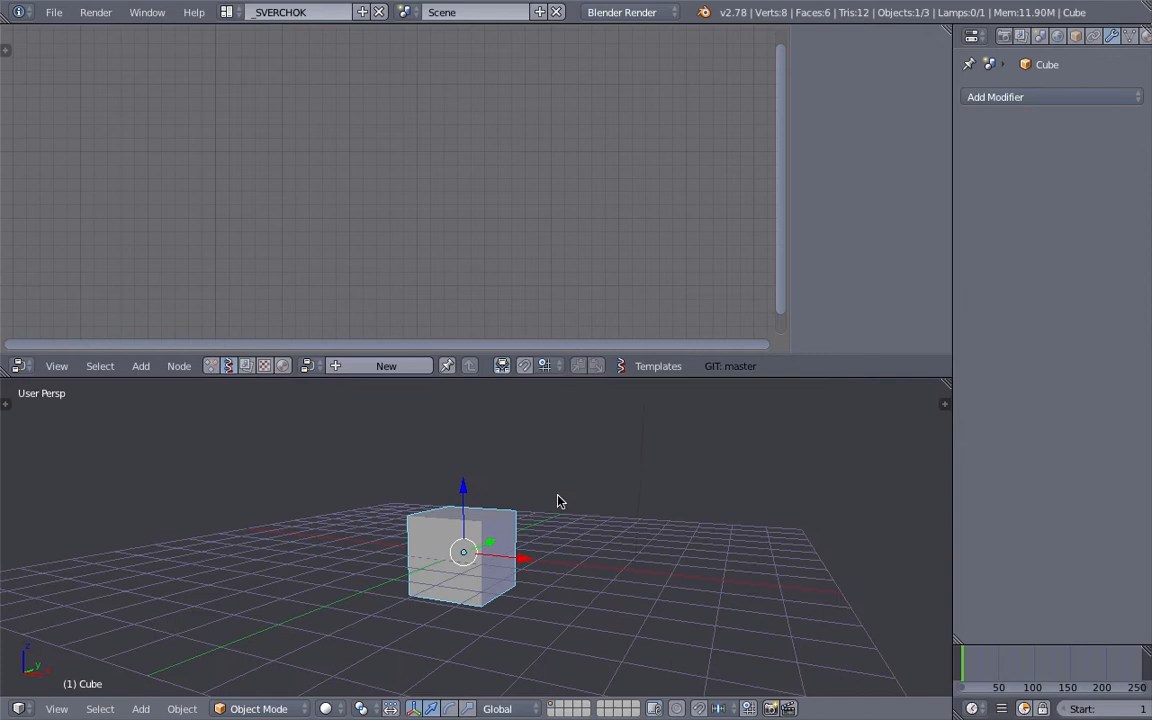 File Render Window Help _SVERCHOK Scene Blender Render v2.78 | Verts:8 | Faces:6 | Tris:12 | Objects:1/3 | Lamps:0/1 | Mem:11.90M | Cube
Cube
Add Modifier
View Select Add Node New Templates GIT: master
User Persp
z
y
x
(1) Cube
50 100 150 200 250
View Select Add Object Object Mode Global Start: 1